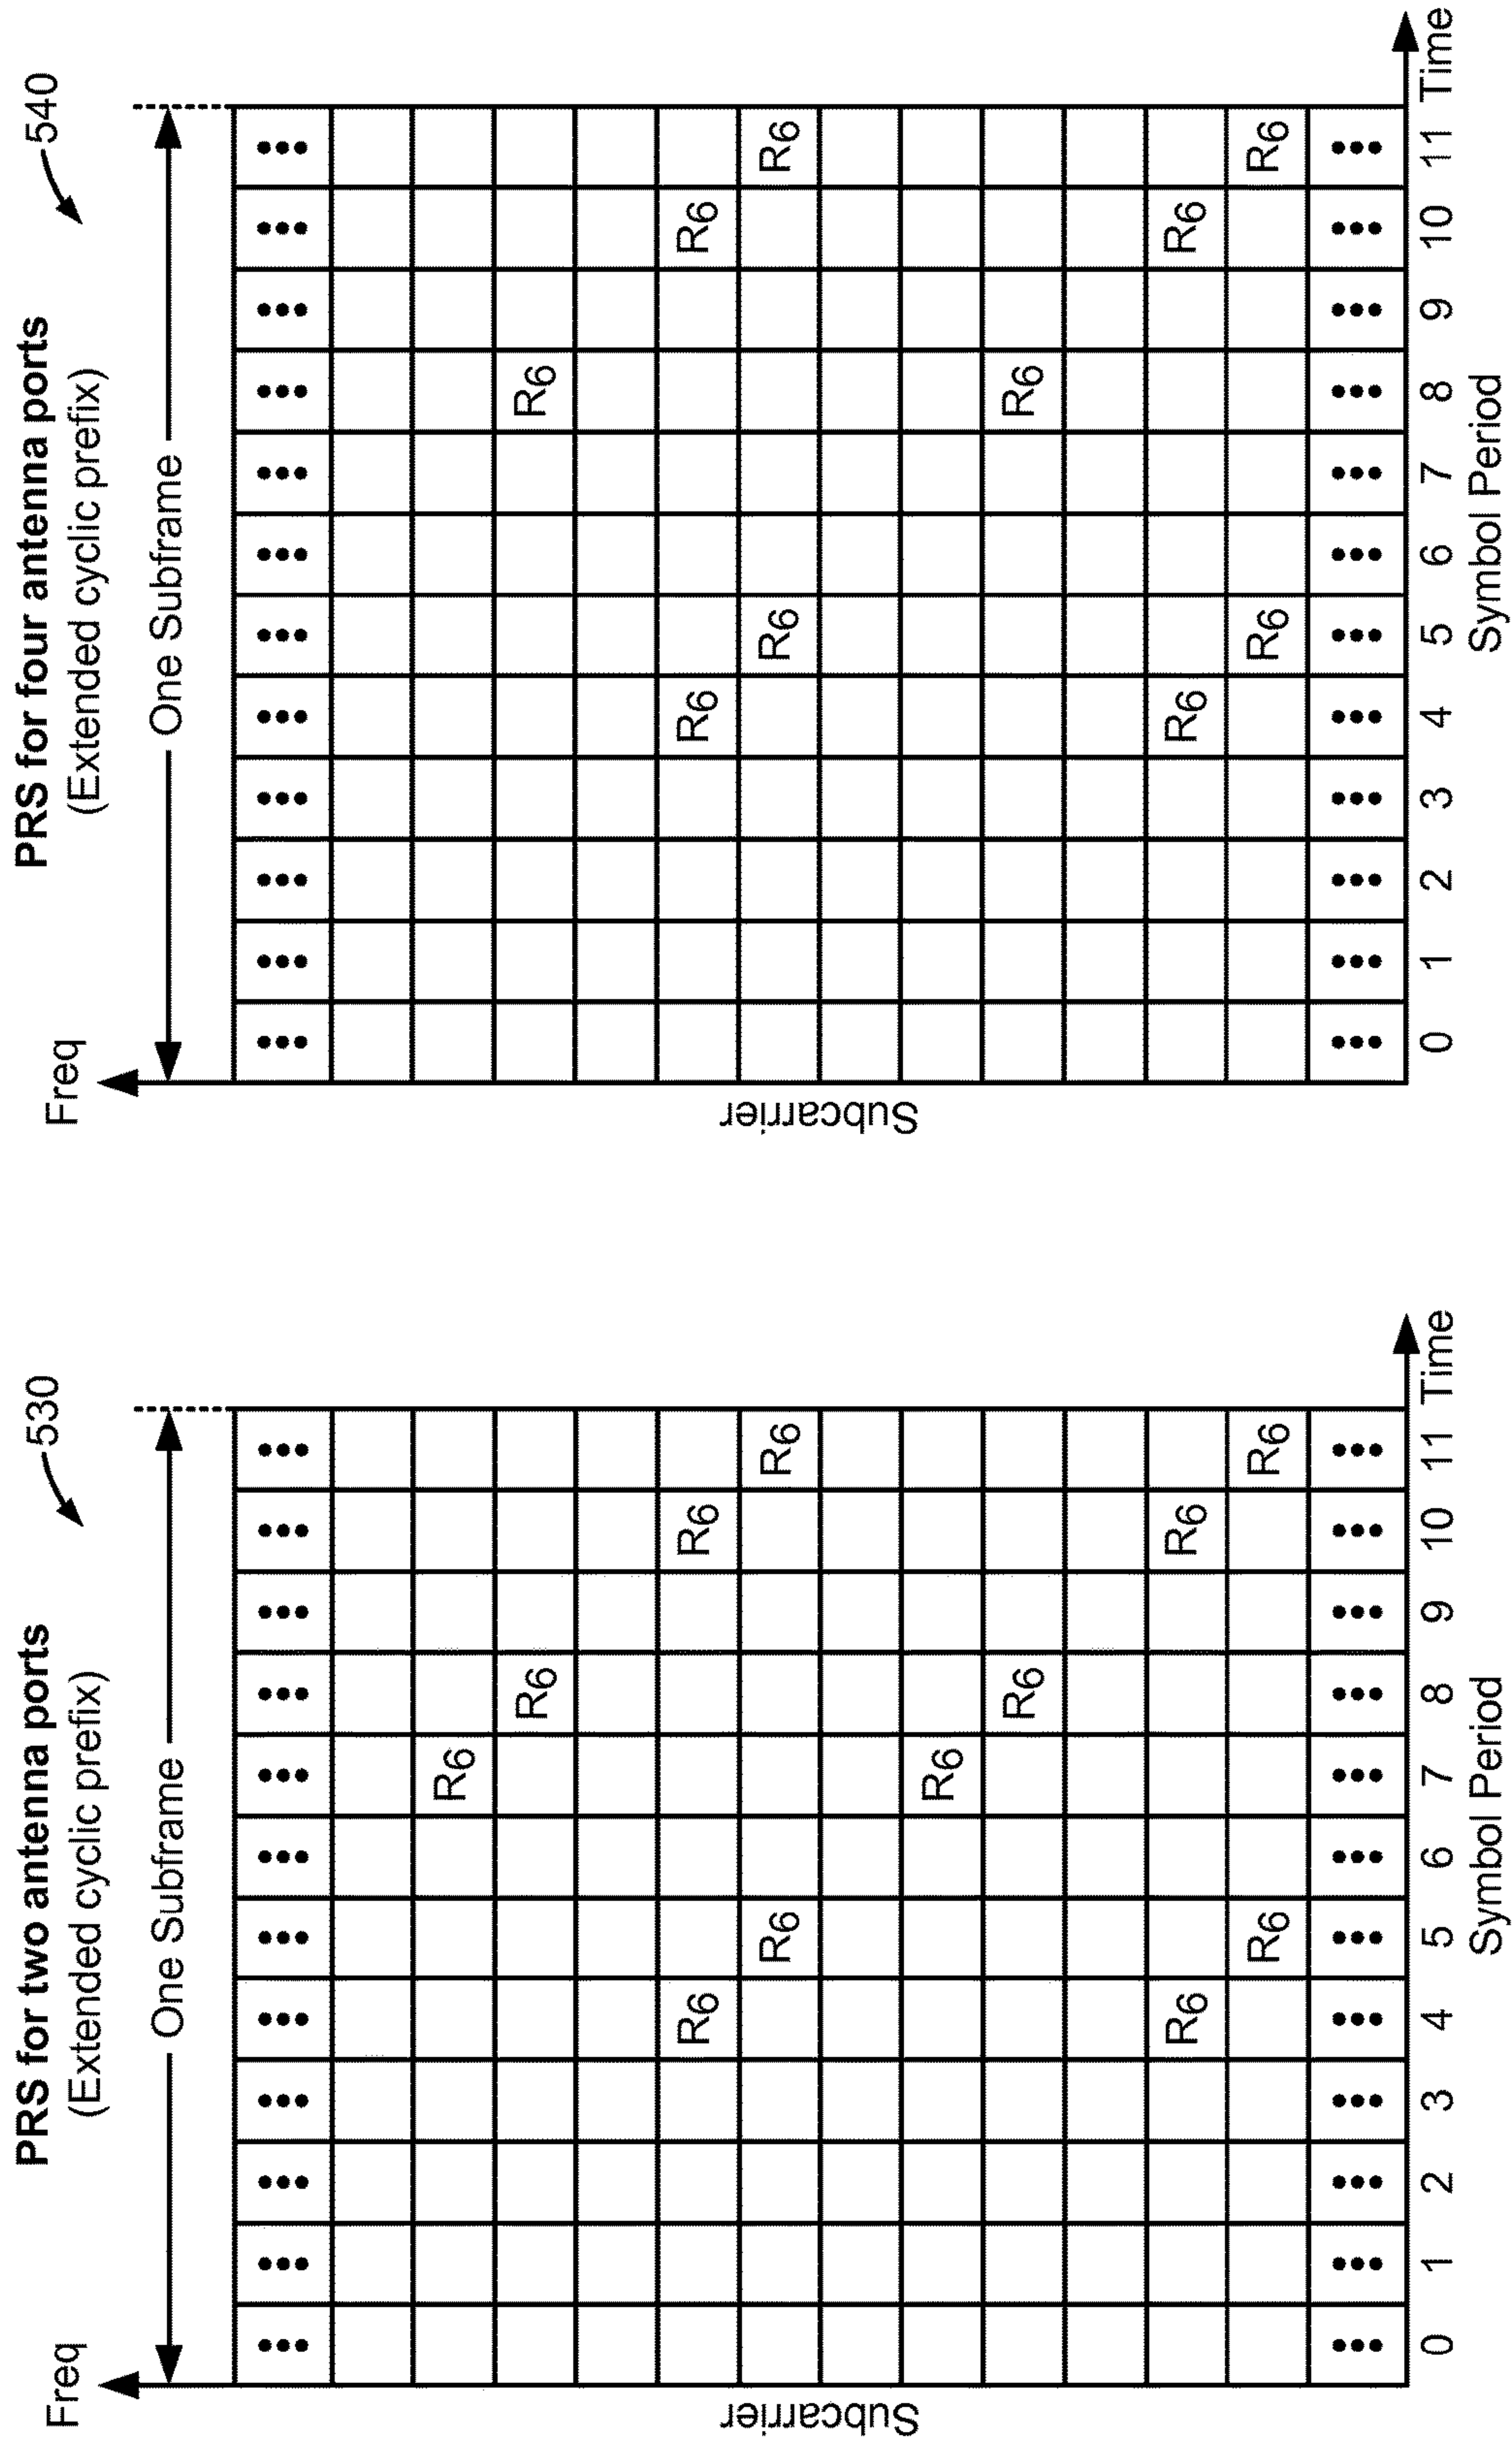 PRS for two antenna ports
(Extended cyclic prefix)
530
Freq
One Subframe
R6
R6
R6 R6
R6 R6
R6
R6
R6 R6
R6 R6
Subcarrier
0 1 2 3 4 5 6 7 8 9 10 11 Time
Symbol Period
PRS for four antenna ports
(Extended cyclic prefix)
540
Freq
One Subframe
R6
R6 R6
R6 R6
R6
R6 R6
R6 R6
Subcarrier
0 1 2 3 4 5 6 7 8 9 10 11 Time
Symbol Period